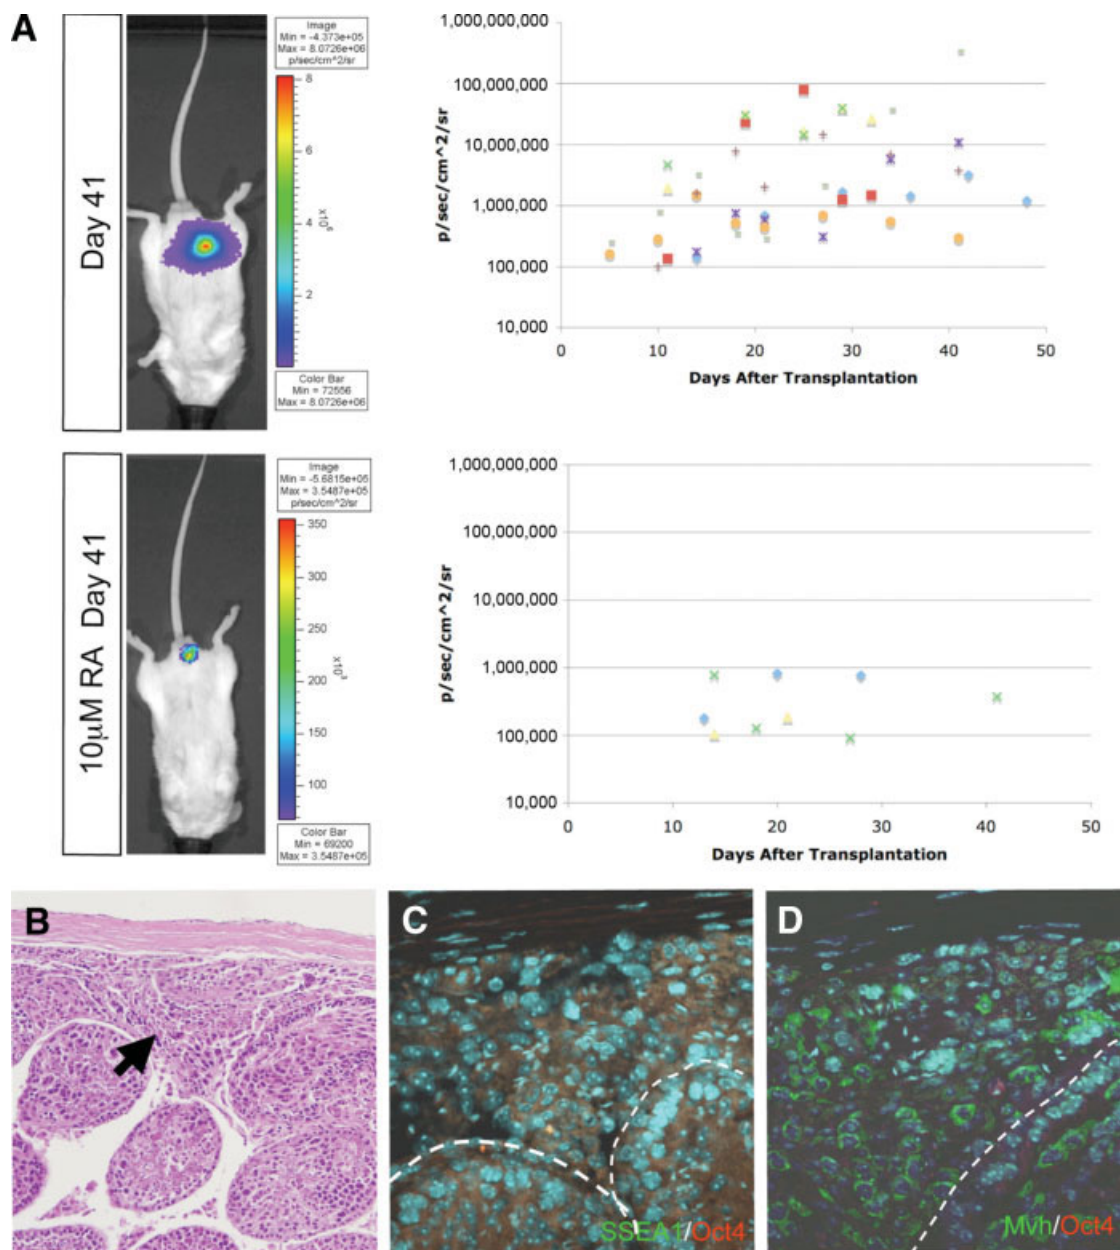 A
Day 41
Image
Min = -4.373e+05
Max = 8.0726e+06
p/sec/cm^2/sr
8
6
4
2
x10^6
Color Bar
Min = 72556
Max = 8.0726e+06
p/sec/cm^2/sr
1,000,000,000
100,000,000
10,000,000
1,000,000
100,000
10,000
0 10 20 30 40 50
Days After Transplantation
10µM RA Day 41
Image
Min = -5.6815e+05
Max = 3.5487e+05
p/sec/cm^2/sr
350
300
250
200
150
100
x10^3
Color Bar
Min = 69200
Max = 3.5487e+05
p/sec/cm^2/sr
1,000,000,000
100,000,000
10,000,000
1,000,000
100,000
10,000
0 10 20 30 40 50
Days After Transplantation
B
C
SSEA1/Oct4
D
Mvh/Oct4